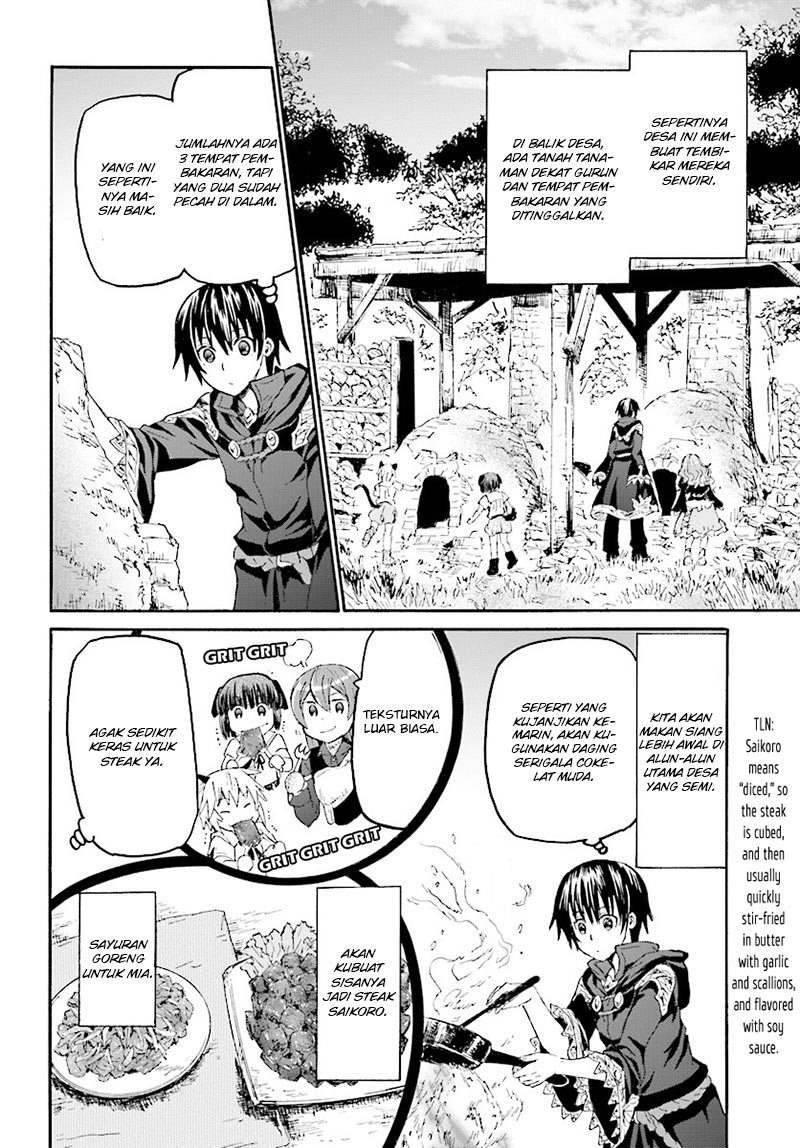 SEPERTINYA
DESA INI MEM-
BUAT TEMBI-
KAR MEREKA
SENDIRI.
DI BALIK DESA,
ADA TANAH TANA-
MAN DEKAT GURUN
DAN TEMPAT PEM-
BAKARAN YANG
DITINGGALKAN.
JUMLAHNYA ADA
3 TEMPAT PEM-
BAKARAN, TAPI
YANG DUA SUDAH
PECAH DI DALAM.
YANG INI
SEPERTI-
NYA MA-
SIH BAIK.
KITA AKAN
MAKAN SIANG
LEBIH AWAL DI
ALUN-ALUN
UTAMA DESA
YANG SEMI.
SEPERTI YANG
KUJANJIKAN KE-
MARIN, AKAN KU-
GUNAKAN DAGING
SERIGALA COKE-
LAT MUDA.
TEKSTURNYA
LUAR BIASA.
GRIT GRIT
GRIT GRIT GRIT
AGAK SEDIKIT
KERAS UNTUK
STEAK YA.
AKAN
KUBUAT
SISANYA
JADI STEAK
SAIKORO.
SAYURAN
GORENG
UNTUK MIA.
TLN:
Saikoro
means
"diced," so
the steak
is cubed,
and then
usually
quickly
stir-fried
in butter
with garlic
and scallions,
and flavored
with soy
sauce.